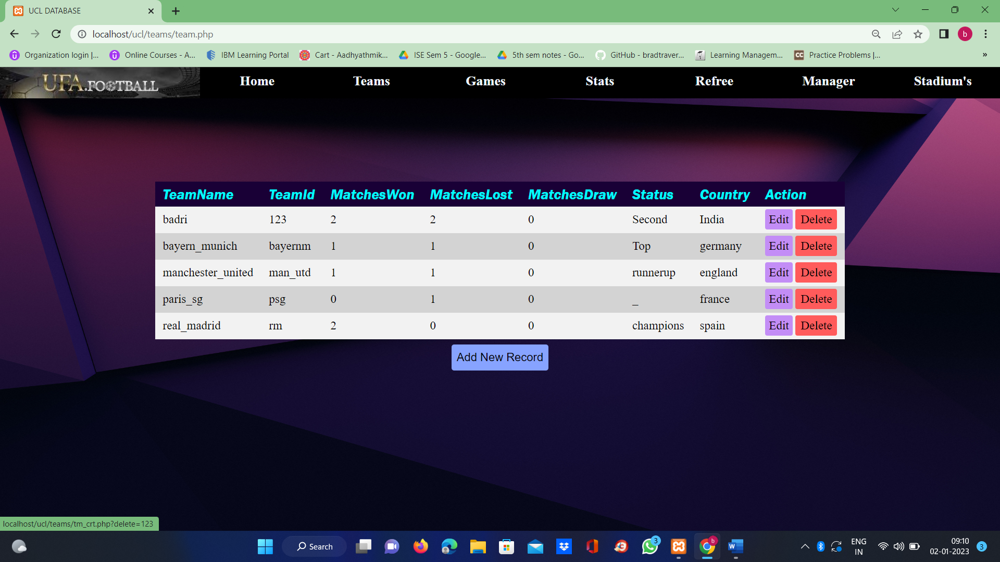 UCL DATABASE
localhost/ucl/teams/team.php
b
Organization login |...
Online Courses - A...
IBM Learning Portal
Cart - Aadhyathmik...
ISE Sem 5 - Google...
5th sem notes - Go...
GitHub - bradtraver...
Learning Managem...
CC
Practice Problems |...
»
UFA.FOOTBALL
Home Teams Games Stats Refree Manager Stadium's
TeamName TeamId MatchesWon MatchesLost MatchesDraw Status Country Action
badri 123 2 2 0 Second India Edit Delete
bayern_munich bayernm 1 1 0 Top germany Edit Delete
manchester_united man_utd 1 1 0 runnerup england Edit Delete
paris_sg psg 0 1 0 _ france Edit Delete
real_madrid rm 2 0 0 champions spain Edit Delete
Add New Record
localhost/ucl/teams/tm_crt.php?delete=123
Search
3
b
W
ENG
IN
09:10
02-01-2023
3